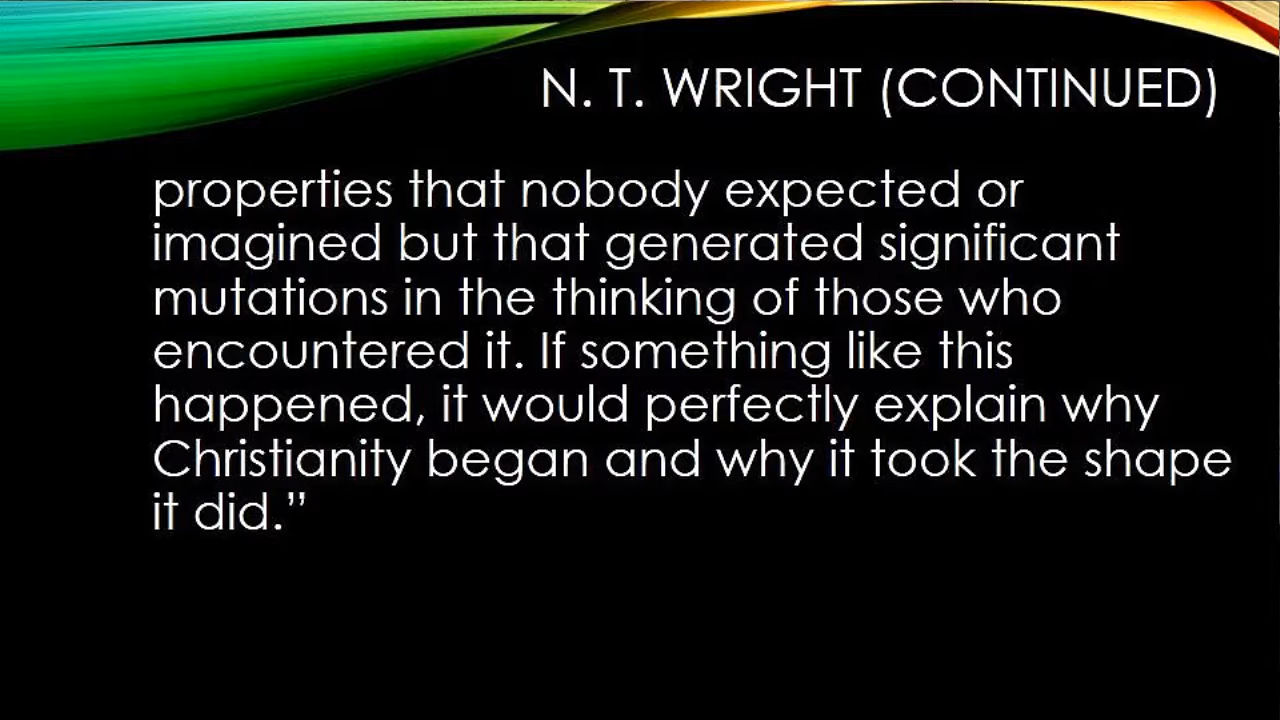 N. T. WRIGHT (CONTINUED)
properties that nobody expected or
imagined but that generated significant
mutations in the thinking of those who
encountered it. If something like this
happened, it would perfectly explain why
Christianity began and why it took the shape
it did.”